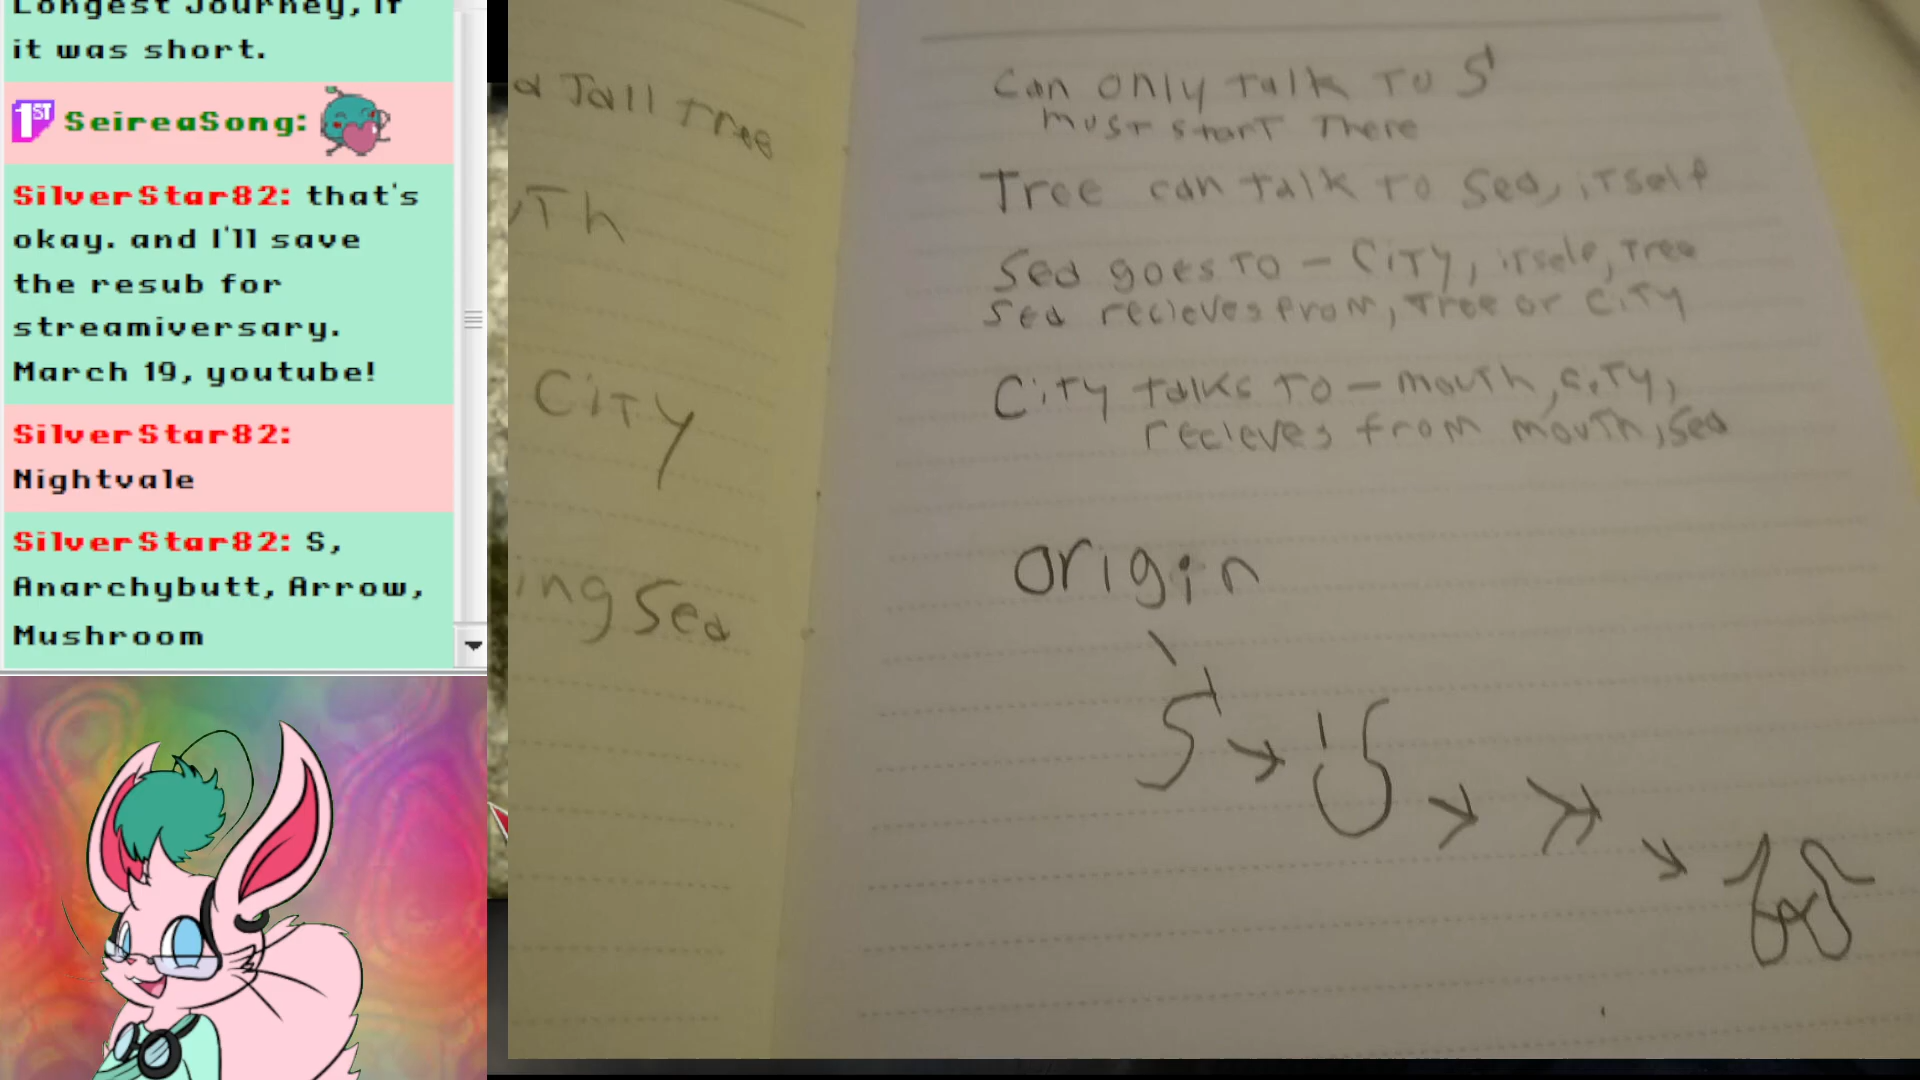 Longest Journey, if
it was short.
1ST SeireaSong:
SilverStar82: that's
okay. and I'll save
the resub for
streamiversary.
March 19, youtube!
SilverStar82:
Nightvale
SilverStar82: S,
Anarchybutt, Arrow,
Mushroom
a Tall Tree
uTh
City
ing Sea
Can only talk to S
must start There
Tree can talk to Sea, itself
Sea goes to - City, itself, Tree
Sea recieves from, Tree or City
City talks to - mouth, city,
recieves from mouth, Sea
origin